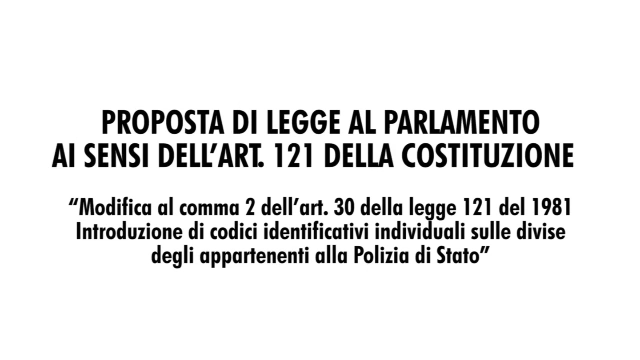 PROPOSTA DI LEGGE AL PARLAMENTO
AI SENSI DELL’ART. 121 DELLA COSTITUZIONE
“Modifica al comma 2 dell’art. 30 della legge 121 del 1981
Introduzione di codici identificativi individuali sulle divise
degli appartenenti alla Polizia di Stato”